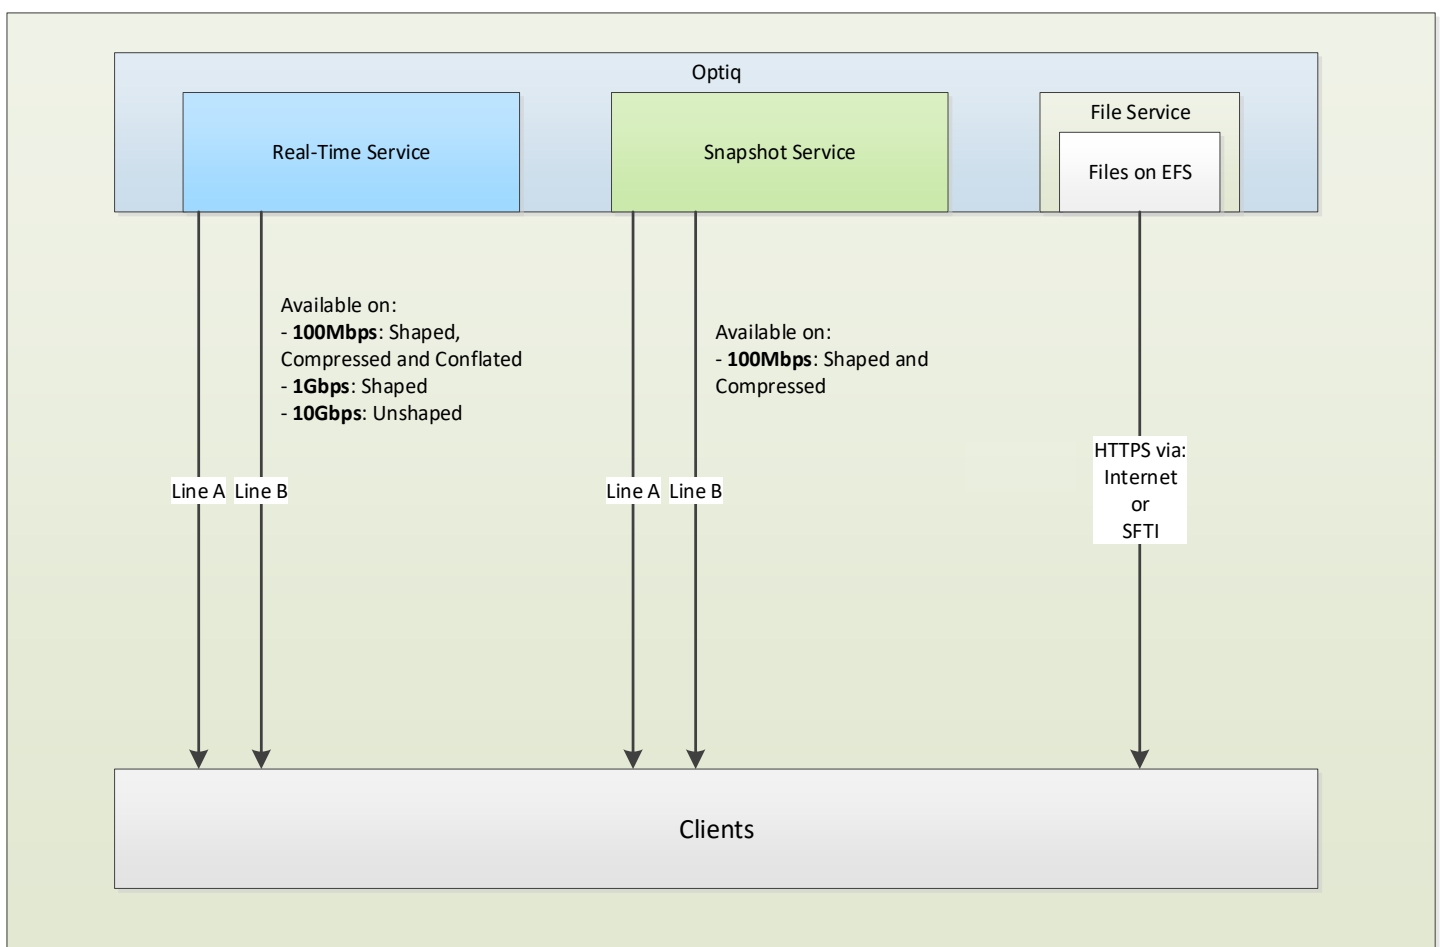 Optiq
Real-Time Service
Snapshot Service
File Service
Files on EFS
Available on:
- 100Mbps: Shaped,
Compressed and Conflated
- 1Gbps: Shaped
- 10Gbps: Unshaped
Available on:
- 100Mbps: Shaped and
Compressed
HTTPS via:
Internet
or
SFTI
Line A
Line B
Line A
Line B
Clients